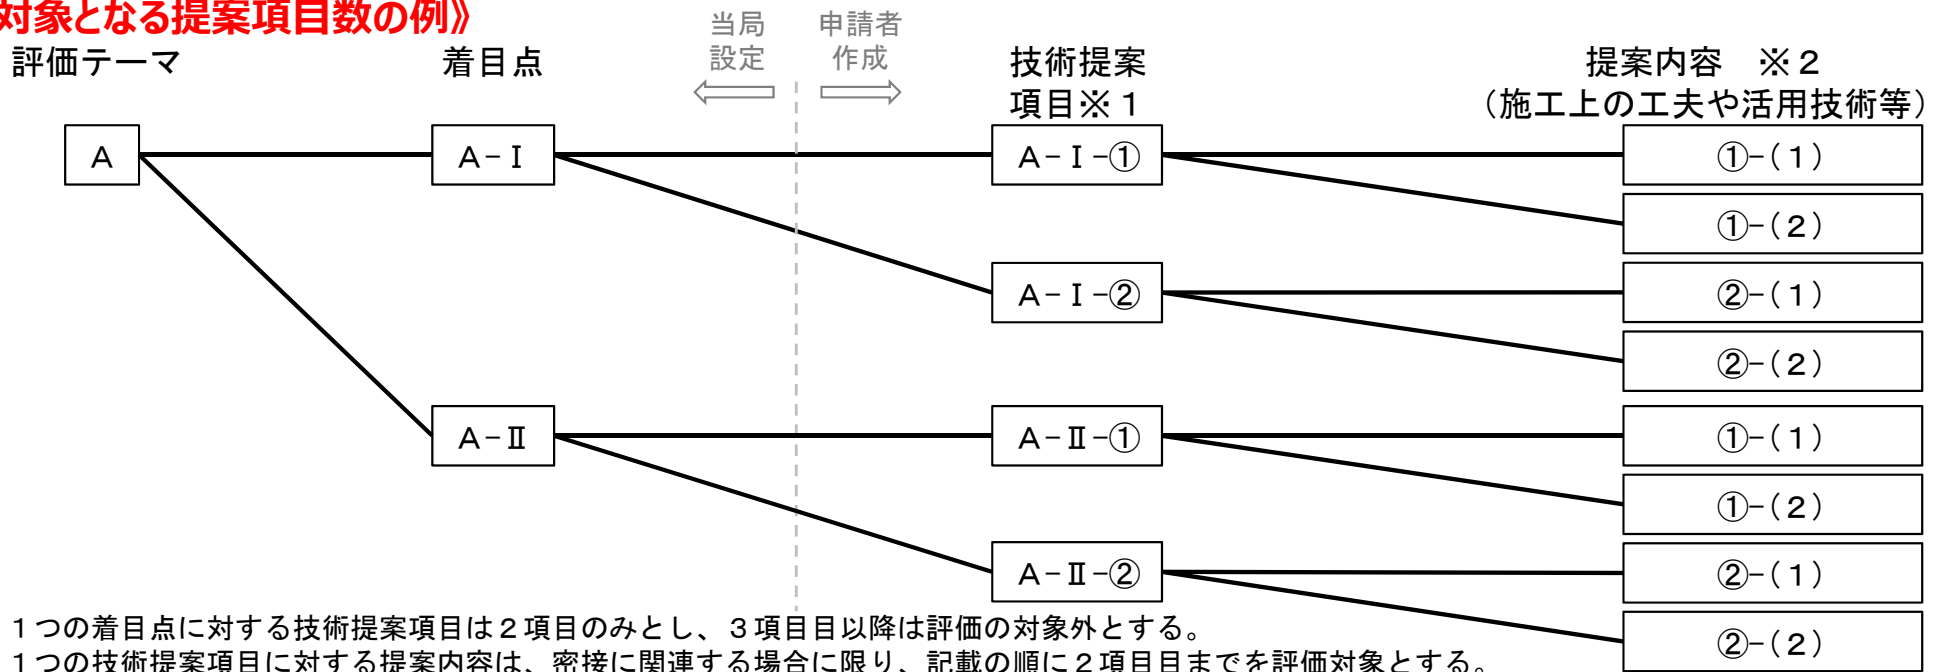 対象となる提案項目数の例》
当局
設定
申請者
作成
評価テーマ
着目点
技術提案
項目※１
提案内容　※２
（施工上の工夫や活用技術等）
A
A－Ⅰ
A－Ⅰ－①
①－（１）
①－（２）
A－Ⅰ－②
②－（１）
②－（２）
A－Ⅱ
A－Ⅱ－①
①－（１）
①－（２）
A－Ⅱ－②
②－（１）
②－（２）
１つの着目点に対する技術提案項目は２項目のみとし、３項目目以降は評価の対象外とする。
１つの技術提案項目に対する提案内容は、密接に関連する場合に限り、記載の順に２項目目までを評価対象とする。